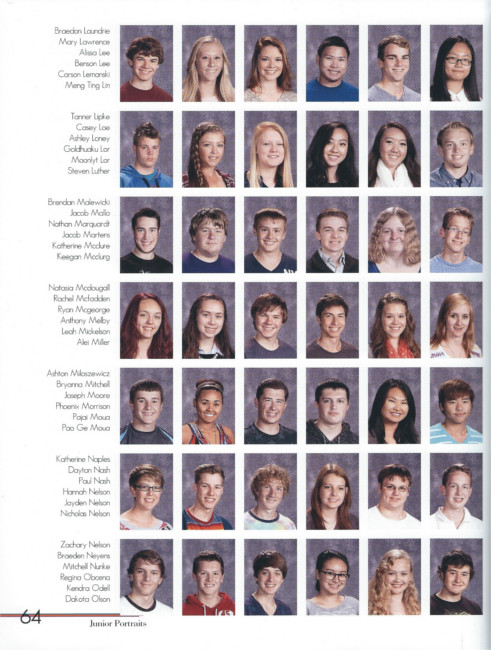 Braedon Laundrie
Mary Lawrence
Alissa Lee
Benson Lee
Carson Lemanski
Meng Ting Lin
Tanner Lipke
Casey Loe
Ashley Loney
Goldhuaku Lor
Moonlyt Lor
Steven Luther
Brendan Malewicki
Jacob Mallo
Nathan Marquardt
Jacob Martens
Katherine Mcclure
Keegan Mcclurg
Natasia Mcdougall
Rachel Mcfadden
Ryan Mcgeorge
Anthony Melby
Leah Mickelson
Alei Miller
Ashton Milaszewicz
Bryanna Mitchell
Joseph Moore
Phoenix Morrison
Pajai Moua
Pao Ge Moua
Katherine Naples
Dayton Nash
Paul Nash
Hannah Nelson
Jayden Nelson
Nicholas Nelson
Zachary Nelson
Braeden Neyens
Mitchell Nunke
Regina Obcena
Kendra Odell
Dakota Olson
64
Junior Portraits